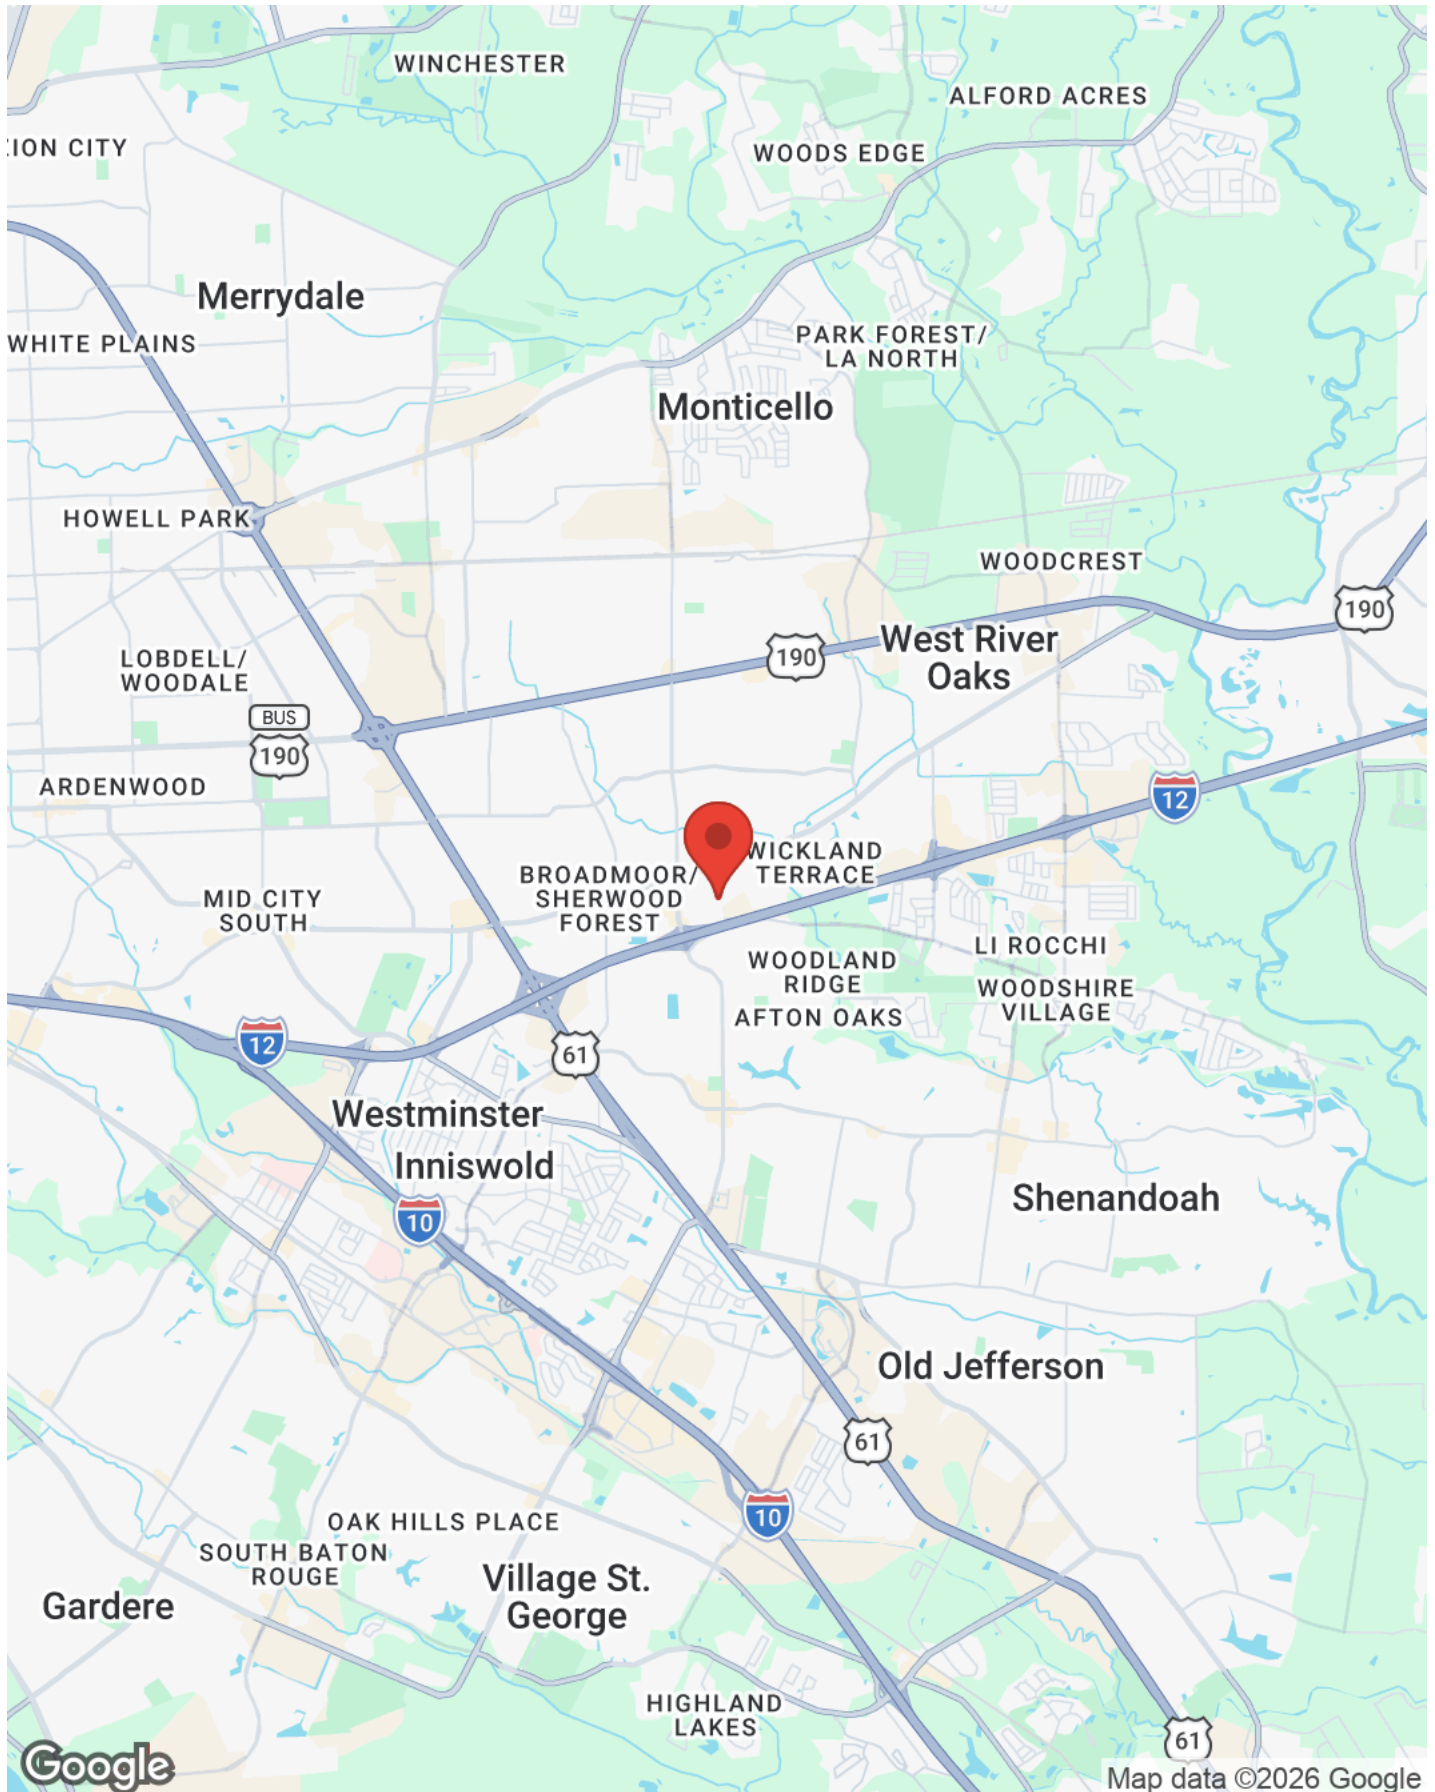 WINCHESTER
ALFORD ACRES
ION CITY
WOODS EDGE
Merrydale
WHITE PLAINS
PARK FOREST/
LA NORTH
Monticello
HOWELL PARK
WOODCREST
190
190
West River
Oaks
LOBDELL/
WOODALE
BUS
190
ARDENWOOD
12
WICKLAND
TERRACE
BROADMOOR/
SHERWOOD
FOREST
MID CITY
SOUTH
LI ROCCHI
WOODLAND
RIDGE
WOODSHIRE
VILLAGE
AFTON OAKS
12
61
Westminster
Inniswold
Shenandoah
10
Old Jefferson
61
10
OAK HILLS PLACE
SOUTH BATON
ROUGE
Village St.
George
Gardere
HIGHLAND
LAKES
61
Google
Map data ©2026 Google